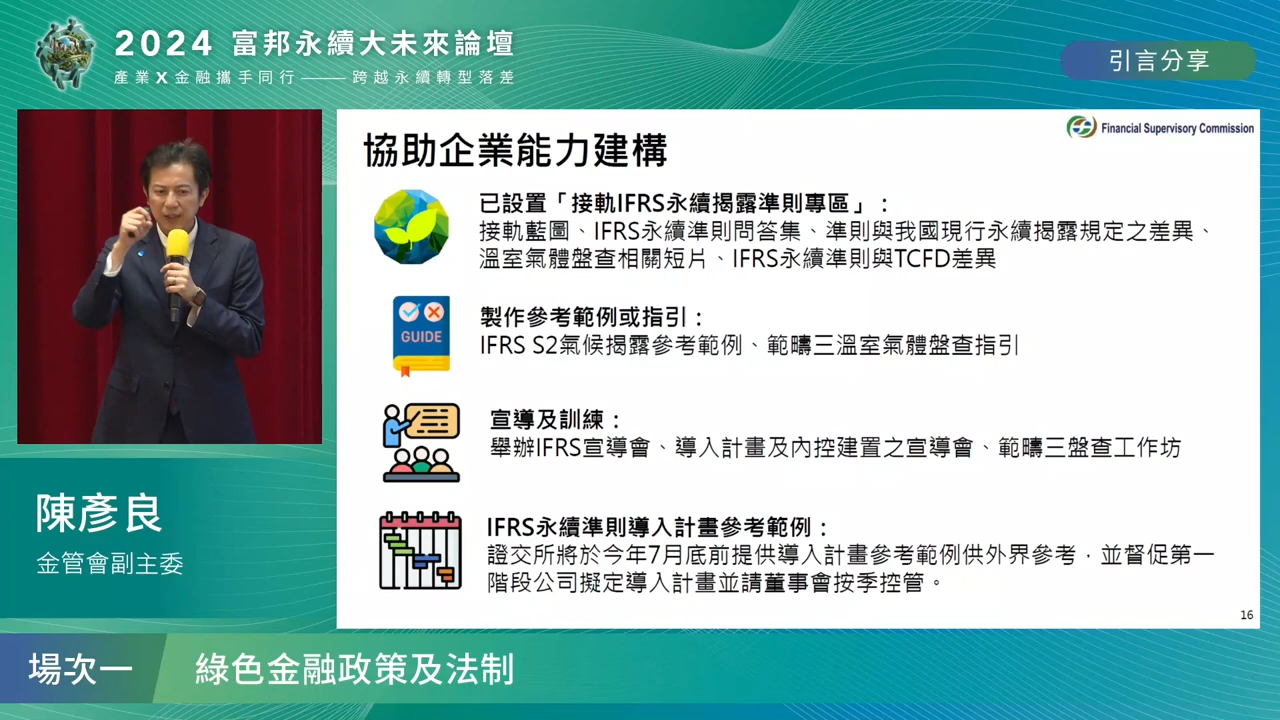 2024 富邦永續大未來論壇
產業X金融攜手同行——跨越永續轉型落差
引言分享
Financial Supervisory Commission
協助企業能力建構
已設置「接軌IFRS永續揭露準則專區」：
接軌藍圖、IFRS永續準則問答集、準則與我國現行永續揭露規定之差異、
溫室氣體盤查相關短片、IFRS永續準則與TCFD差異
GUIDE
製作參考範例或指引：
IFRS S2氣候揭露參考範例、範疇三溫室氣體盤查指引
宣導及訓練：
舉辦IFRS宣導會、導入計畫及內控建置之宣導會、範疇三盤查工作坊
IFRS永續準則導入計畫參考範例：
證交所將於今年7月底前提供導入計畫參考範例供外界參考，並督促第一
階段公司擬定導入計畫並請董事會按季控管。
16
陳彥良
金管會副主委
場次一
綠色金融政策及法制